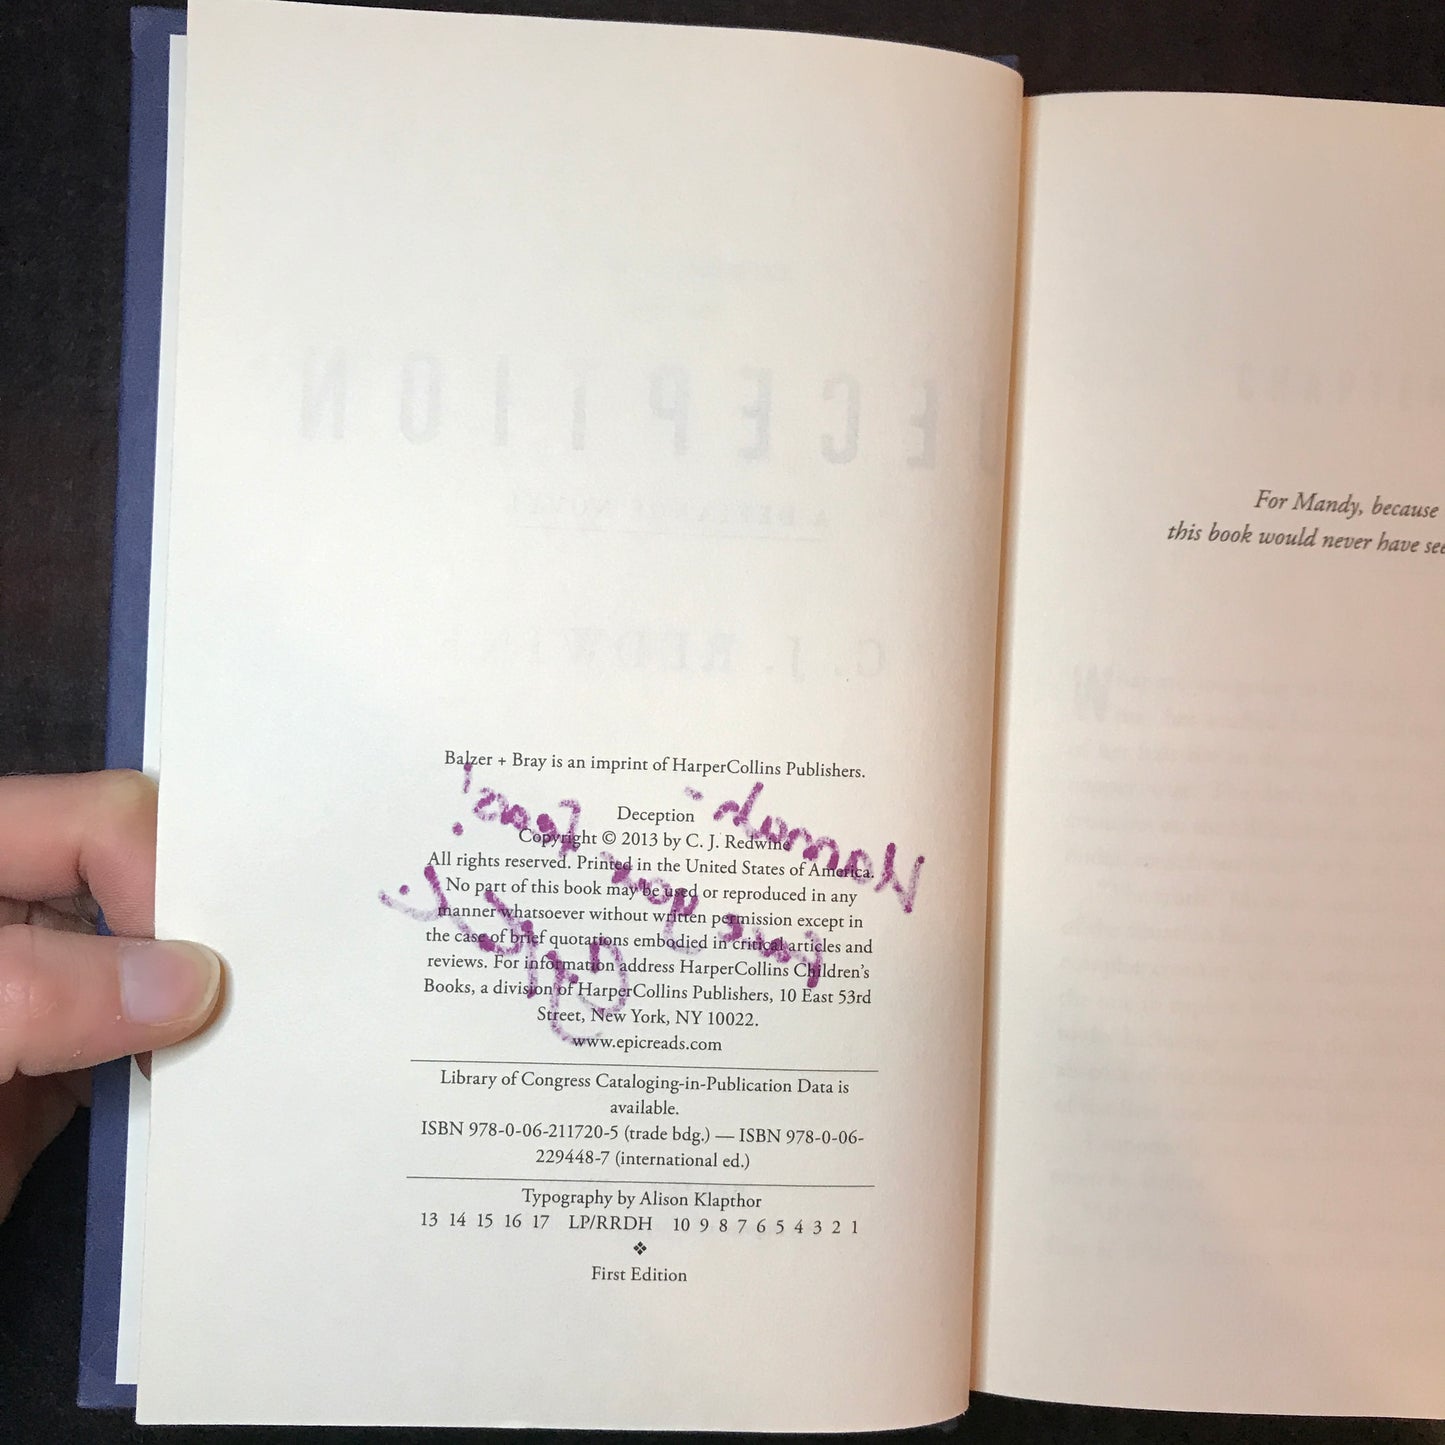 DECEPTION
C. J. REDWINE
Balzer + Bray is an imprint of HarperCollins Publishers.
Deception
Copyright © 2013 by C. J. Redwine
All rights reserved. Printed in the United States of America.
No part of this book may be used or reproduced in any
manner whatsoever without written permission except in
the case of brief quotations embodied in critical articles and
reviews. For information address HarperCollins Children's
Books, a division of HarperCollins Publishers, 10 East 53rd
Street, New York, NY 10022.
www.epicreads.com
Library of Congress Cataloging-in-Publication Data is
available.
ISBN 978-0-06-211720-5 (trade bdg.) — ISBN 978-0-06-
229448-7 (international ed.)
Typography by Alison Klapthor
13 14 15 16 17 LP/RRDH 10 9 8 7 6 5 4 3 2 1
First Edition
Hannah-
Face your fears!
For Mandy, because
this book would never have see